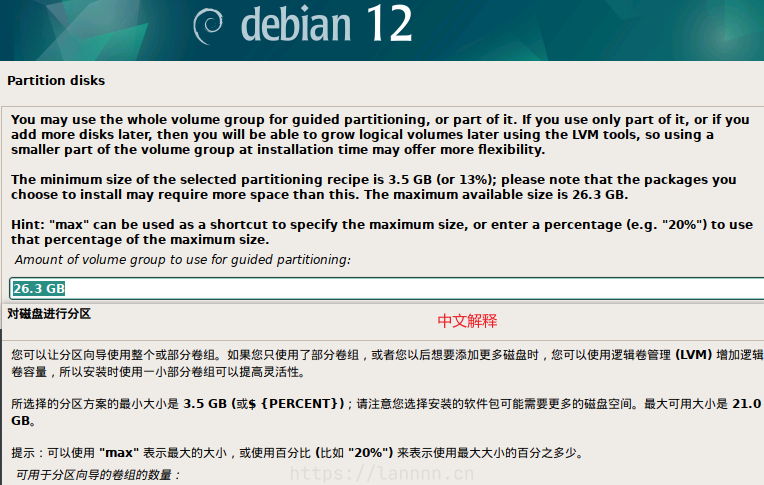 debian 12
Partition disks
You may use the whole volume group for guided partitioning, or part of it. If you use only part of it, or if you
add more disks later, then you will be able to grow logical volumes later using the LVM tools, so using a
smaller part of the volume group at installation time may offer more flexibility.
The minimum size of the selected partitioning recipe is 3.5 GB (or 13%); please note that the packages you
choose to install may require more space than this. The maximum available size is 26.3 GB.
Hint: "max" can be used as a shortcut to specify the maximum size, or enter a percentage (e.g. "20%") to use
that percentage of the maximum size.
Amount of volume group to use for guided partitioning:
26.3 GB
对磁盘进行分区
中文解释
您可以让分区向导使用整个或部分卷组。如果您只使用了部分卷组，或者您以后想要添加更多磁盘时，您可以使用逻辑卷管理 (LVM) 增加逻辑
卷容量，所以安装时使用一小部分卷组可以提高灵活性。
所选择的分区方案的最小大小是 3.5 GB (或$ {PERCENT})；请注意您选择安装的软件包可能需要更多的磁盘空间。最大可用大小是 21.0
GB。
提示：可以使用 "max" 表示最大的大小，或使用百分比 (比如 "20%") 来表示使用最大大小的百分之多少。
可用于分区向导的卷组的数量：
https://lannnn.cn